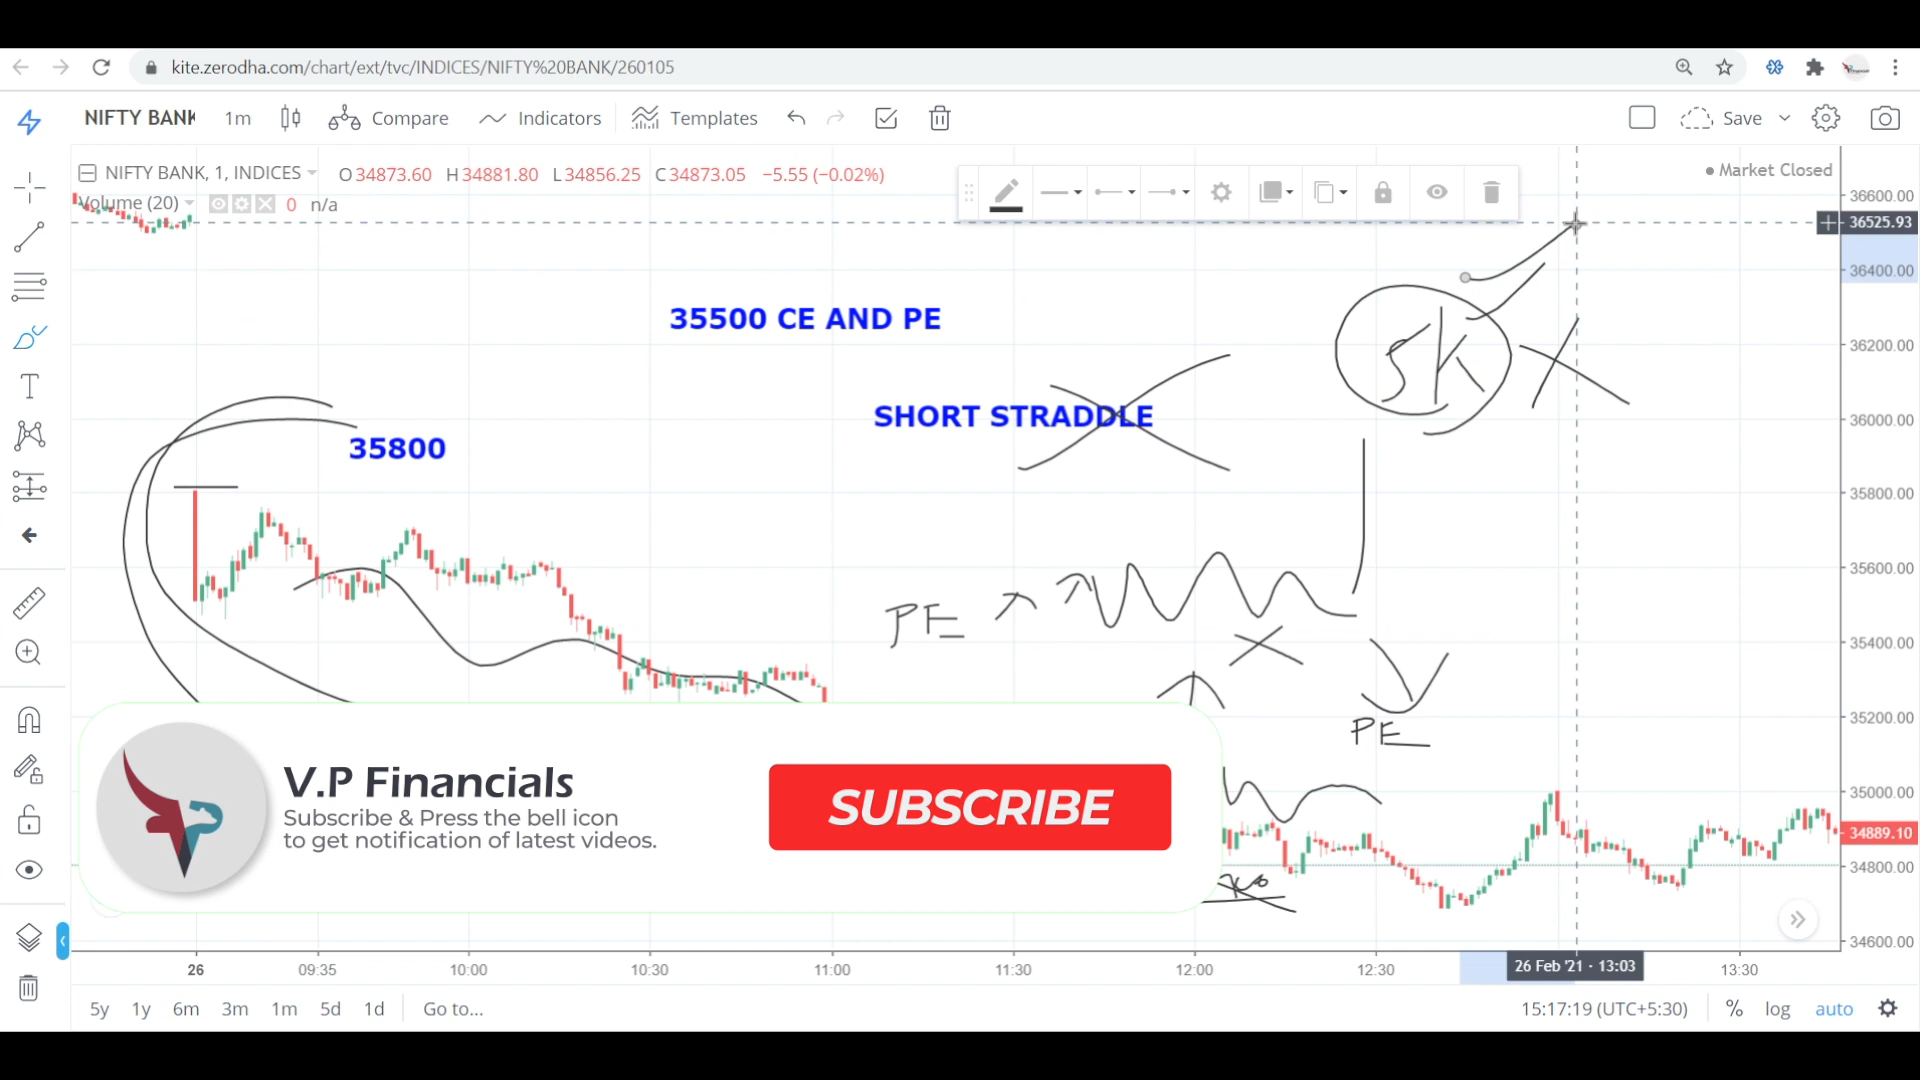 kite.zerodha.com/chart/ext/tvc/INDICES/NIFTY%20BANK/260105
NIFTY BANK 1m Compare Indicators Templates Save
NIFTY BANK, 1, INDICES O34873.60 H34881.80 L34856.25 C34873.05 −5.55 (−0.02%)
Market Closed
Volume (20) 0 n/a
36600.00
36525.93
36400.00
35500 CE AND PE
36200.00
5K
SHORT STRADDLE
36000.00
35800
35800.00
35600.00
PE
35400.00
35200.00
PE
V.P Financials
Subscribe & Press the bell icon
to get notification of latest videos.
SUBSCRIBE
35000.00
34889.10
34800.00
34600.00
26 09:35 10:00 10:30 11:00 11:30 12:00 12:30 26 Feb '21 · 13:03 13:30
5y 1y 6m 3m 1m 5d 1d Go to... 15:17:19 (UTC+5:30) % log auto